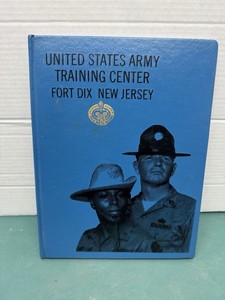 UNITED STATES ARMY
TRAINING CENTER
FORT DIX NEW JERSEY